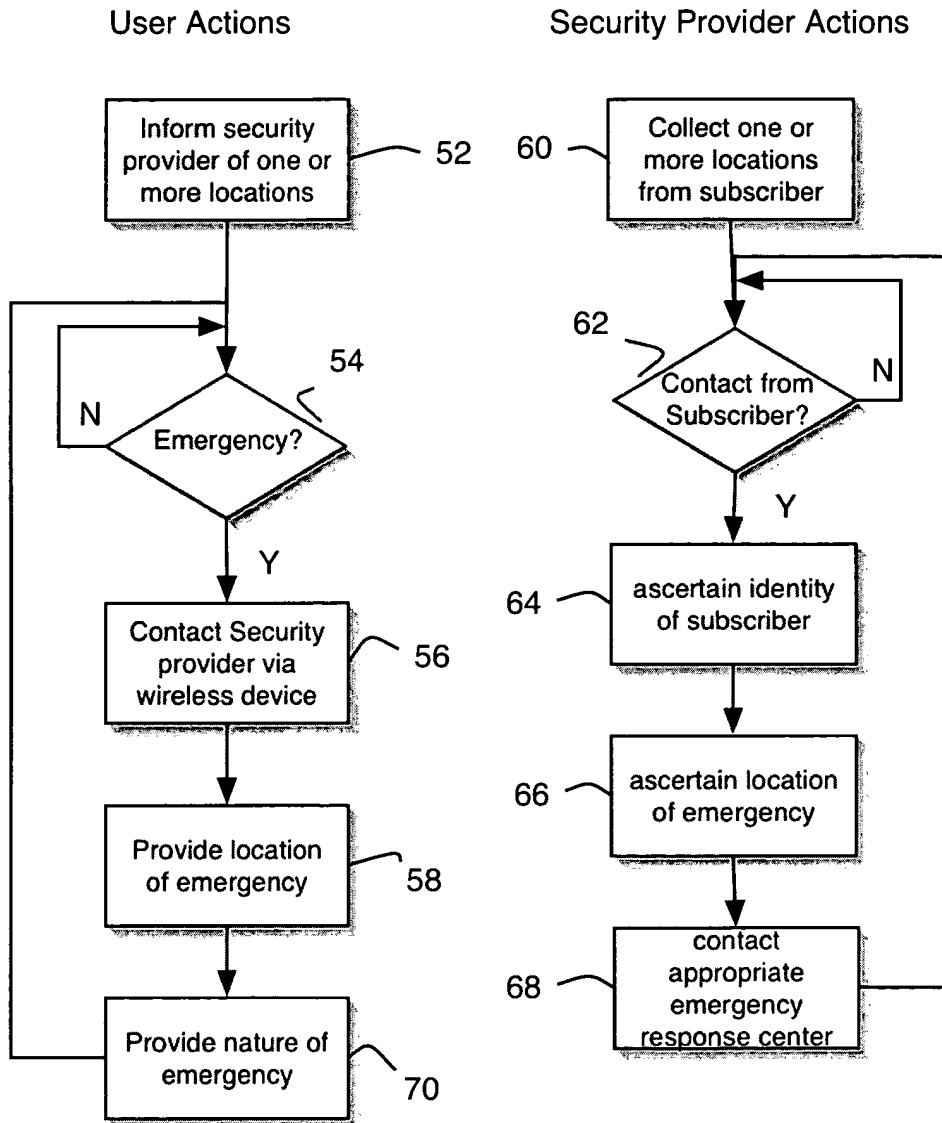 User Actions
Inform security
provider of one or
more locations
52
54
Emergency?
N
Y
Contact Security
provider via
wireless device
56
Provide location
of emergency
58
Provide nature of
emergency
70
Security Provider Actions
60
Collect one or
more locations
from subscriber
62
Contact from
Subscriber?
N
Y
64
ascertain identity
of subscriber
66
ascertain location
of emergency
68
contact
appropriate
emergency
response center